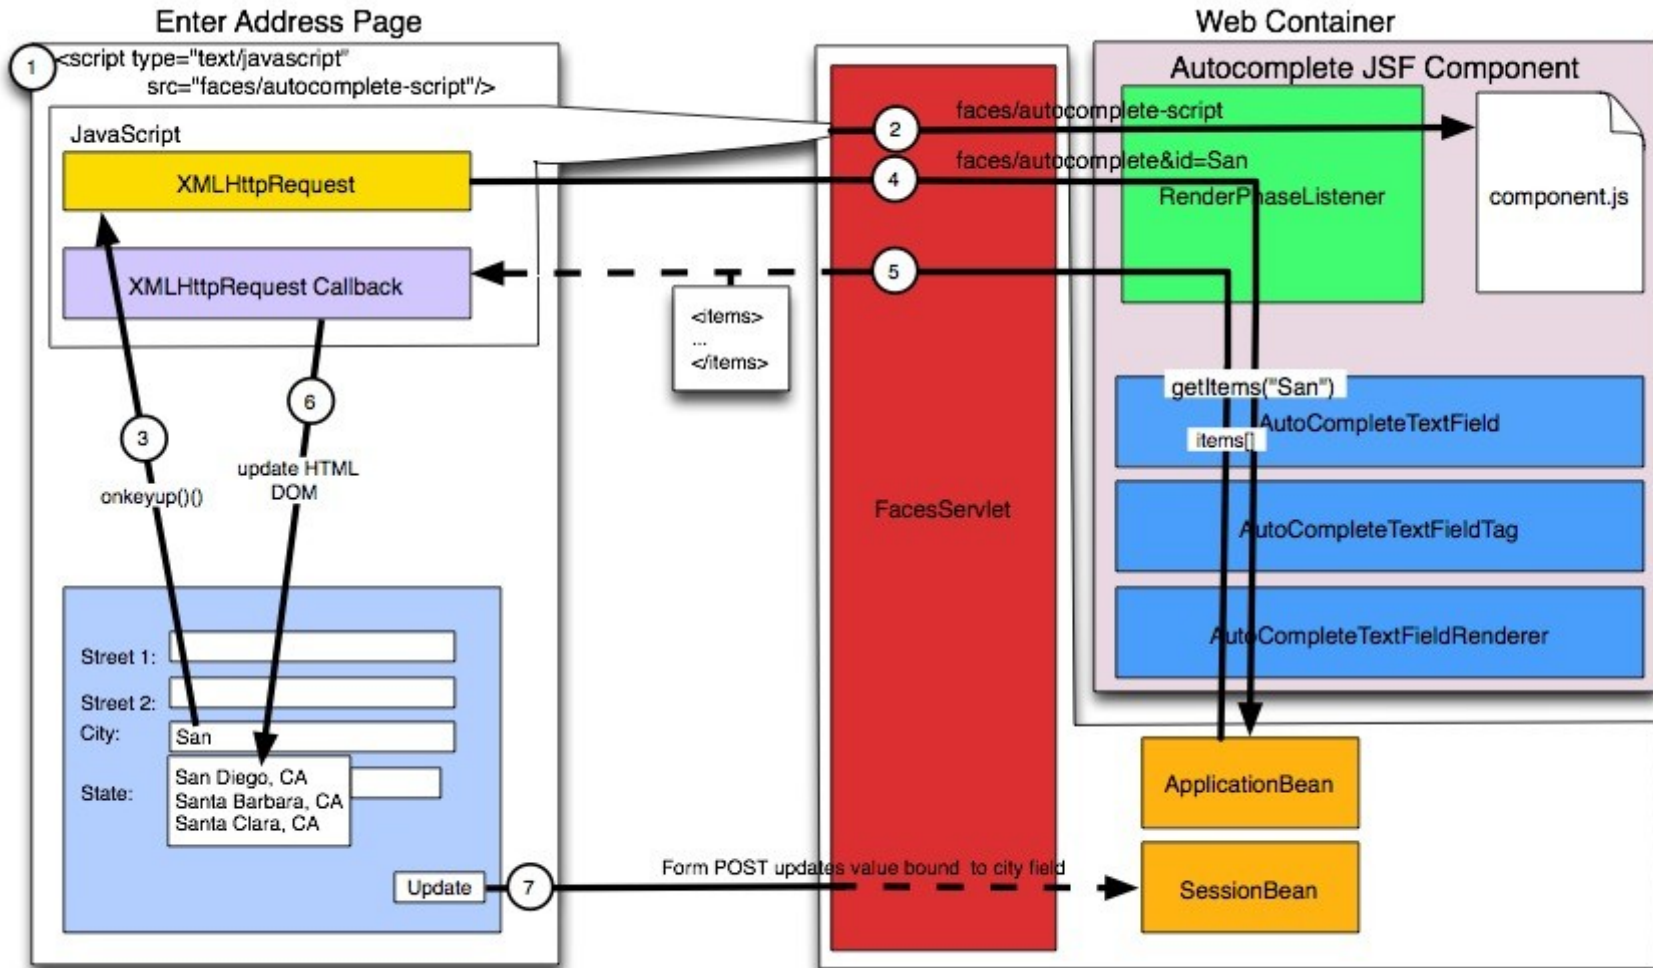 Enter Address Page
Web Container
1
<script type="text/javascript"
src="faces/autocomplete-script"/>
Autocomplete JSF Component
JavaScript
XMLHttpRequest
XMLHttpRequest Callback
2
faces/autocomplete-script
4
faces/autocomplete&id=San
RenderPhaseListener
component.js
5
<items>
...
</items>
6
3
update HTML
DOM
onkeyup()()
getItems("San")
items[]
AutoCompleteTextField
FacesServlet
AutoCompleteTextFieldTag
AutoCompleteTextFieldRenderer
Street 1:
Street 2:
City:
San
State:
San Diego, CA
Santa Barbara, CA
Santa Clara, CA
ApplicationBean
Update
7
Form POST updates value bound to city field
SessionBean